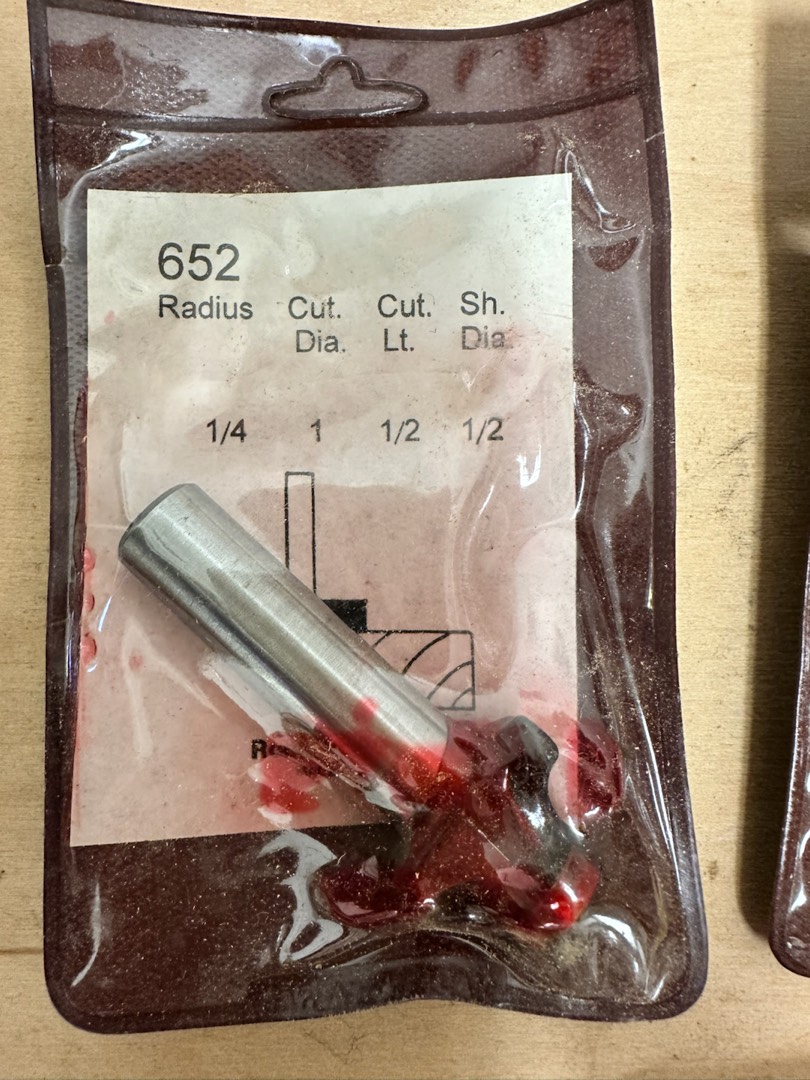 652
Radius Cut. Cut. Sh.
Dia. Lt. Dia.
1/4 1 1/2 1/2